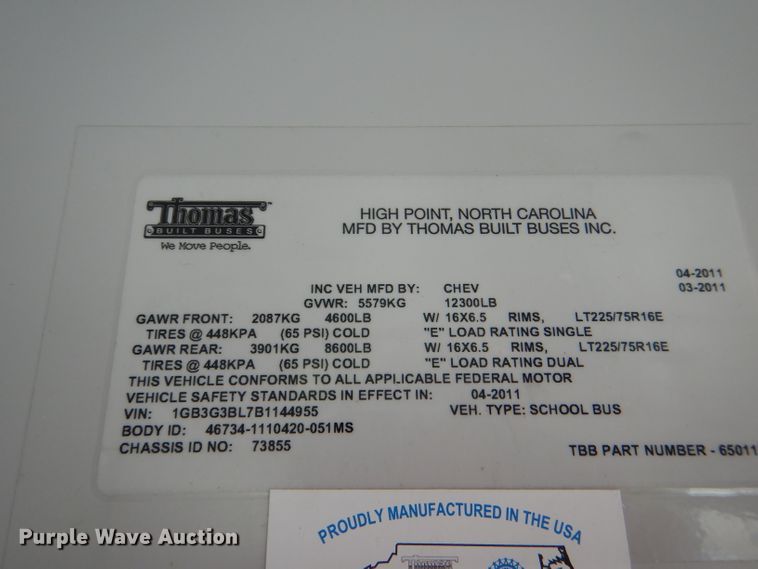 Thomas
BUILT BUSES
We Move People.
HIGH POINT, NORTH CAROLINA
MFD BY THOMAS BUILT BUSES INC.
04-2011
INC VEH MFD BY: CHEV 03-2011
GVWR: 5579KG 12300LB
GAWR FRONT: 2087KG 4600LB W/ 16X6.5 RIMS, LT225/75R16E
TIRES @ 448KPA (65 PSI) COLD "E" LOAD RATING SINGLE
GAWR REAR: 3901KG 8600LB W/ 16X6.5 RIMS, LT225/75R16E
TIRES @ 448KPA (65 PSI) COLD "E" LOAD RATING DUAL
THIS VEHICLE CONFORMS TO ALL APPLICABLE FEDERAL MOTOR
VEHICLE SAFETY STANDARDS IN EFFECT IN: 04-2011
VIN: 1GB3G3BL7B1144955 VEH. TYPE: SCHOOL BUS
BODY ID: 46734-1110420-051MS
CHASSIS ID NO: 73855 TBB PART NUMBER - 65011
PROUDLY MANUFACTURED IN THE USA
Thomas
Purple Wave Auction